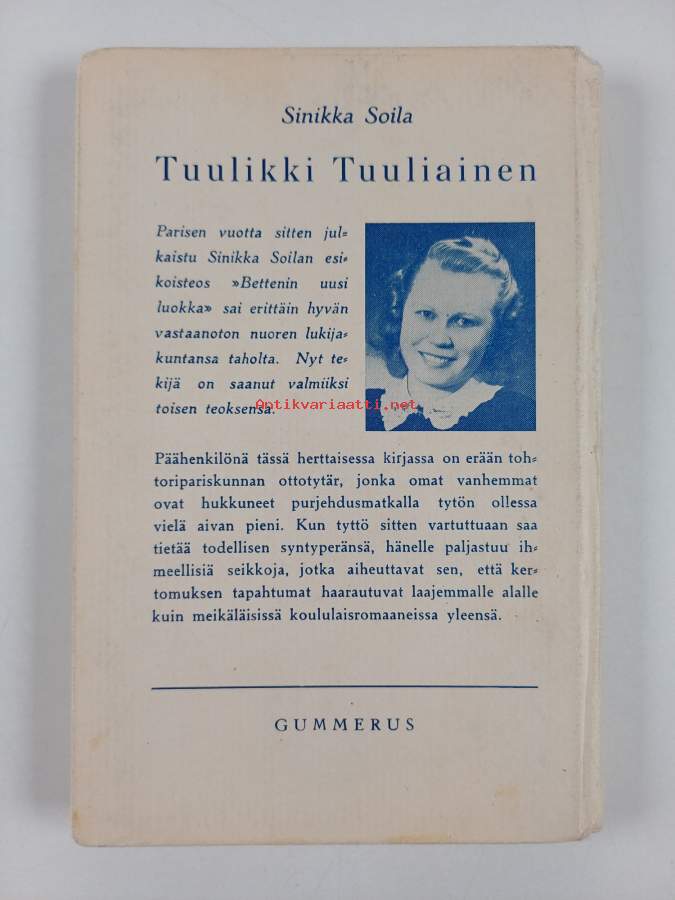 Sinikka Soila
Tuulikki Tuuliainen
Parisen vuotta sitten jul=
kaistu Sinikka Soilan esi=
koisteos »Bettenin uusi
luokka» sai erittäin hyvän
vastaanoton nuoren lukija=
kuntansa taholta. Nyt te=
kijä on saanut valmiiksi
toisen teoksensa.
Antikvariaatti.net
Päähenkilönä tässä herttaisessa kirjassa on erään toh=
toripariskunnan ottotytär, jonka omat vanhemmat
ovat hukkuneet purjehdusmatkalla tytön ollessa
vielä aivan pieni. Kun tyttö sitten vartuttuaan saa
tietää todellisen syntyperänsä, hänelle paljastuu ih=
meellisiä seikkoja, jotka aiheuttavat sen, että ker=
tomuksen tapahtumat haarautuvat laajemmalle alalle
kuin meikäläisissä koululaisromaaneissa yleensä.
GUMMERUS